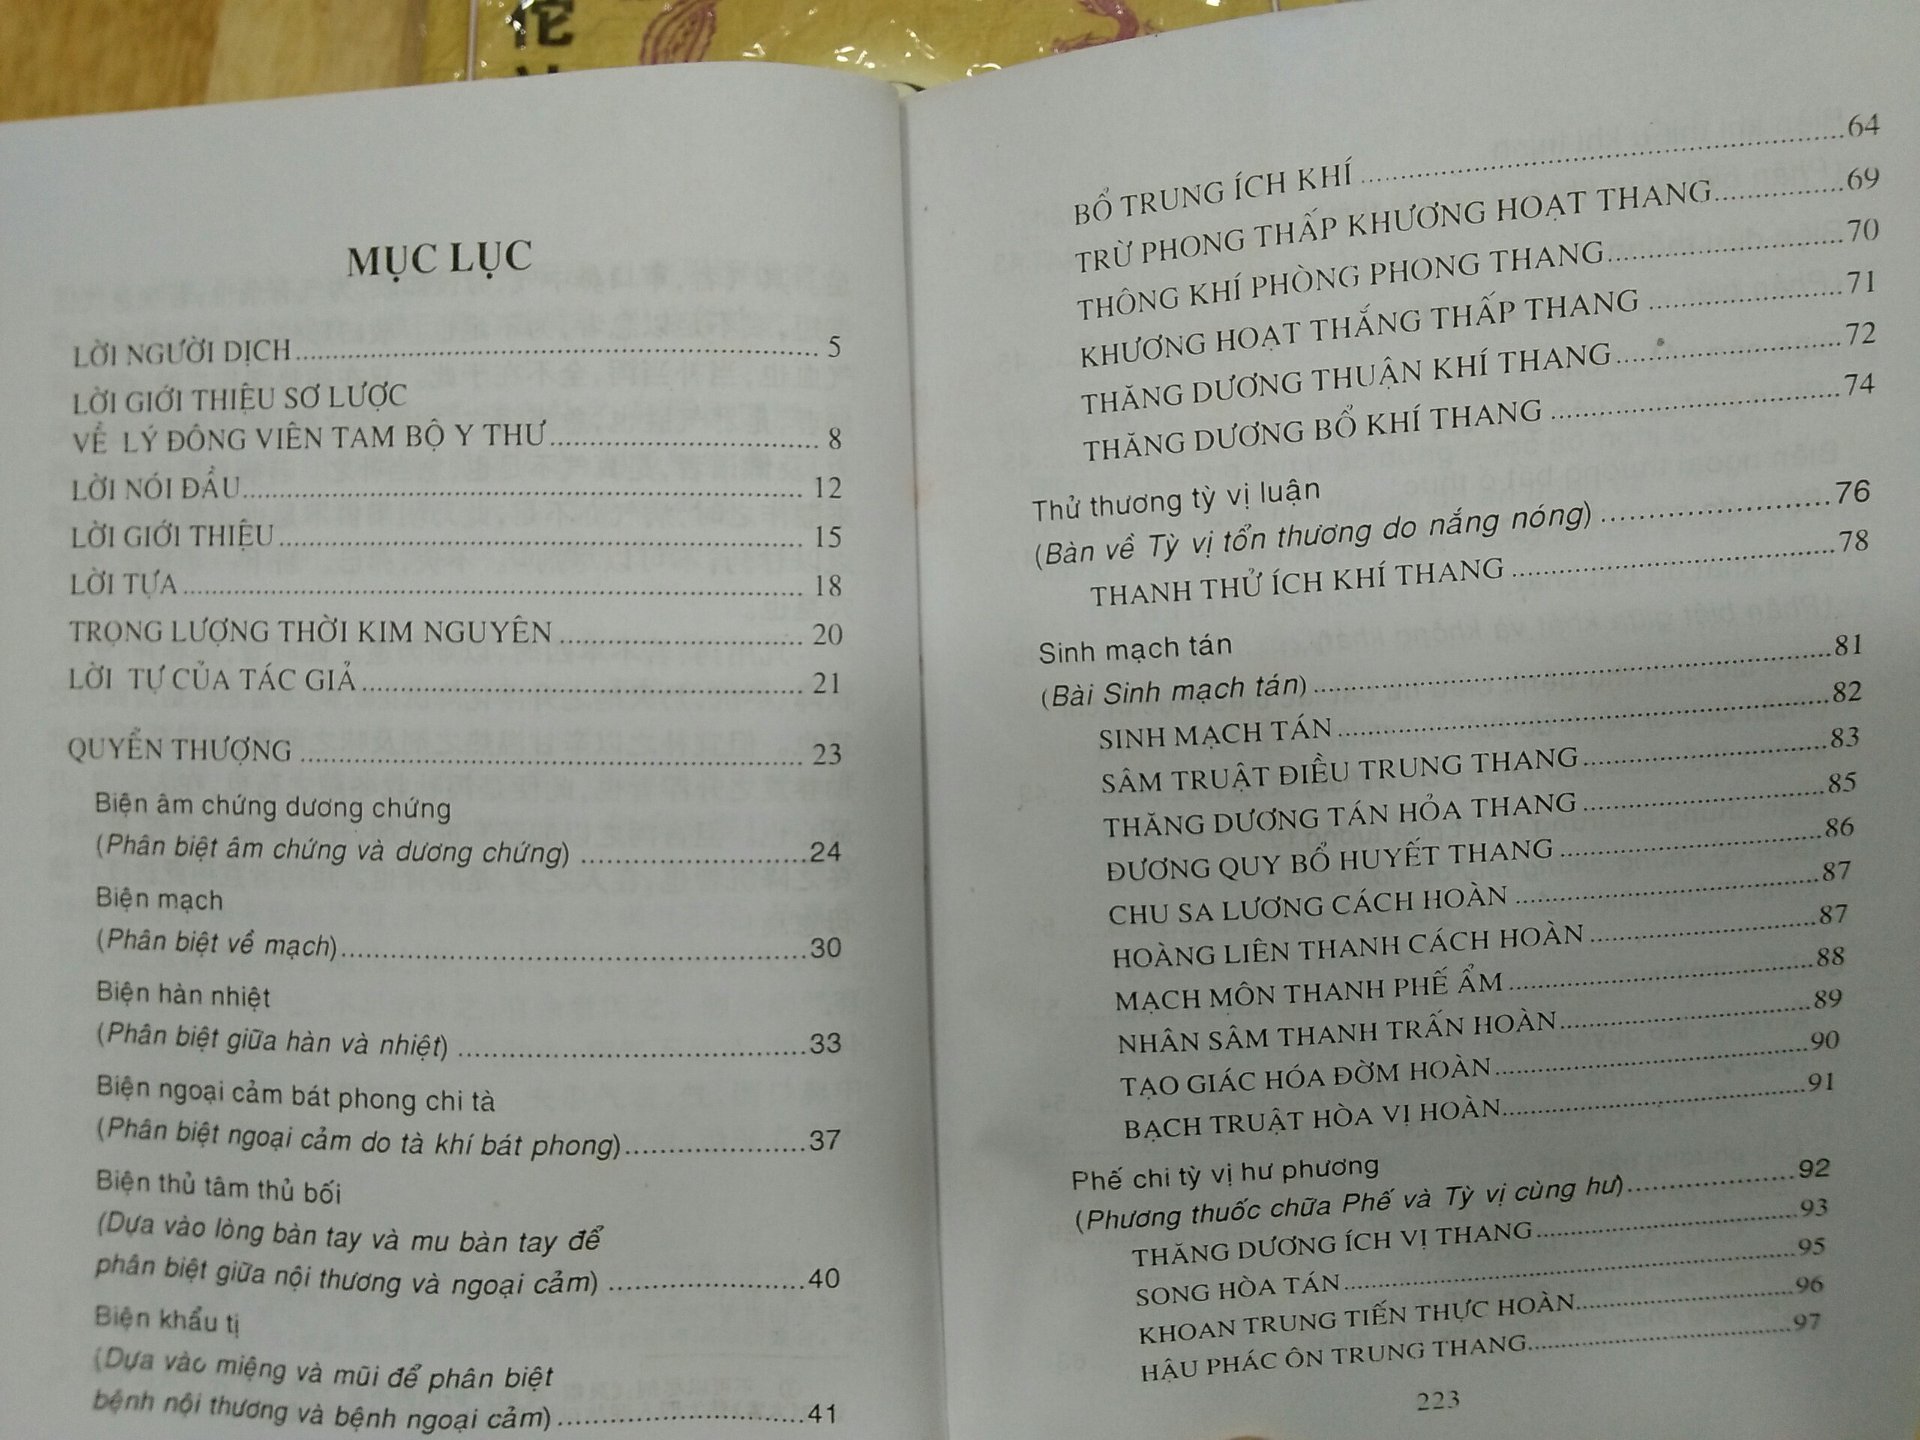 佗
MỤC LỤC
LỜI NGƯỜI DỊCH ........ 5
LỜI GIỚI THIỆU SƠ LƯỢC
VỀ LÝ ĐÔNG VIÊN TAM BỘ Y THƯ ........ 8
LỜI NÓI ĐẦU ........ 12
LỜI GIỚI THIỆU ........ 15
LỜI TỰA ........ 18
TRỌNG LƯỢNG THỜI KIM NGUYÊN ........ 20
LỜI TỰ CỦA TÁC GIẢ ........ 21
QUYỂN THƯỢNG ........ 23
Biện âm chứng dương chứng
(Phân biệt âm chứng và dương chứng) ........ 24
Biện mạch
(Phân biệt về mạch) ........ 30
Biện hàn nhiệt
(Phân biệt giữa hàn và nhiệt) ........ 33
Biện ngoại cảm bát phong chi tà
(Phân biệt ngoại cảm do tà khí bát phong) ........ 37
Biện thủ tâm thủ bối
(Dựa vào lòng bàn tay và mu bàn tay để
phân biệt giữa nội thương và ngoại cảm) ........ 40
Biện khẩu tị
(Dựa vào miệng và mũi để phân biệt
bệnh nội thương và bệnh ngoại cảm) ........ 41
BỔ TRUNG ÍCH KHÍ ........ 64
TRỪ PHONG THẤP KHƯƠNG HOẠT THANG ........ 69
THÔNG KHÍ PHÒNG PHONG THANG ........ 70
KHƯƠNG HOẠT THẮNG THẤP THANG ........ 71
THĂNG DƯƠNG THUẬN KHÍ THANG ........ 72
THĂNG DƯƠNG BỔ KHÍ THANG ........ 74
Thử thương tỳ vị luận
(Bàn về Tỳ vị tổn thương do nắng nóng) ........ 76
THANH THỬ ÍCH KHÍ THANG ........ 78
Sinh mạch tán
(Bài Sinh mạch tán) ........ 81
SINH MẠCH TÁN ........ 82
SÂM TRUẬT ĐIỀU TRUNG THANG ........ 83
THĂNG DƯƠNG TÁN HỎA THANG ........ 85
ĐƯƠNG QUY BỔ HUYẾT THANG ........ 86
CHU SA LƯƠNG CÁCH HOÀN ........ 87
HOÀNG LIÊN THANH CÁCH HOÀN ........ 87
MẠCH MÔN THANH PHẾ ẨM ........ 88
NHÂN SÂM THANH TRẤN HOÀN ........ 89
TẠO GIÁC HÓA ĐỜM HOÀN ........ 90
BẠCH TRUẬT HÒA VỊ HOÀN ........ 91
Phế chi tỳ vị hư phương
(Phương thuốc chữa Phế và Tỳ vị cùng hư) ........ 92
THĂNG DƯƠNG ÍCH VỊ THANG ........ 93
SONG HÒA TÁN ........ 95
KHOAN TRUNG TIẾN THỰC HOÀN ........ 96
HẬU PHÁC ÔN TRUNG THANG ........ 97
223